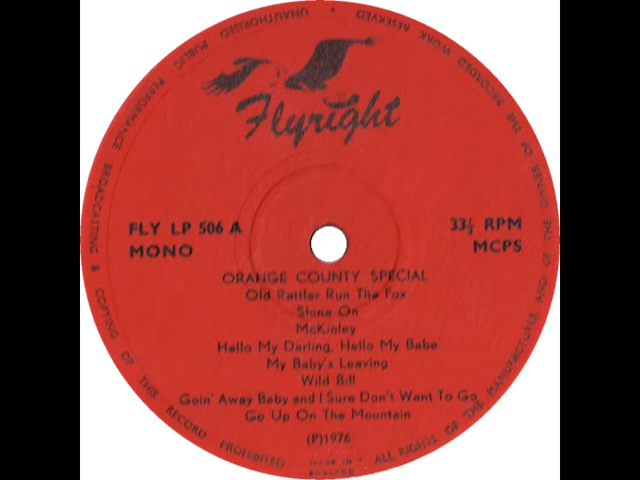 Flyright
FLY LP 506 A
MONO
33⅓ RPM
MCPS
ORANGE COUNTY SPECIAL
Old Rattler Run The Fox
Shine On
McKinley
Hello My Darling, Hello My Babe
My Baby's Leaving
Wild Bill
Goin' Away Baby and I Sure Don't Want To Go
Go Up On The Mountain
(P)1976
MADE IN
ENGLAND
ALL RIGHTS OF THE MANUFACTURER AND OF THE OWNER OF THE RECORDED WORK RESERVED * UNAUTHORISED PUBLIC PERFORMANCE BROADCASTING & COPYING OF THIS RECORD PROHIBITED